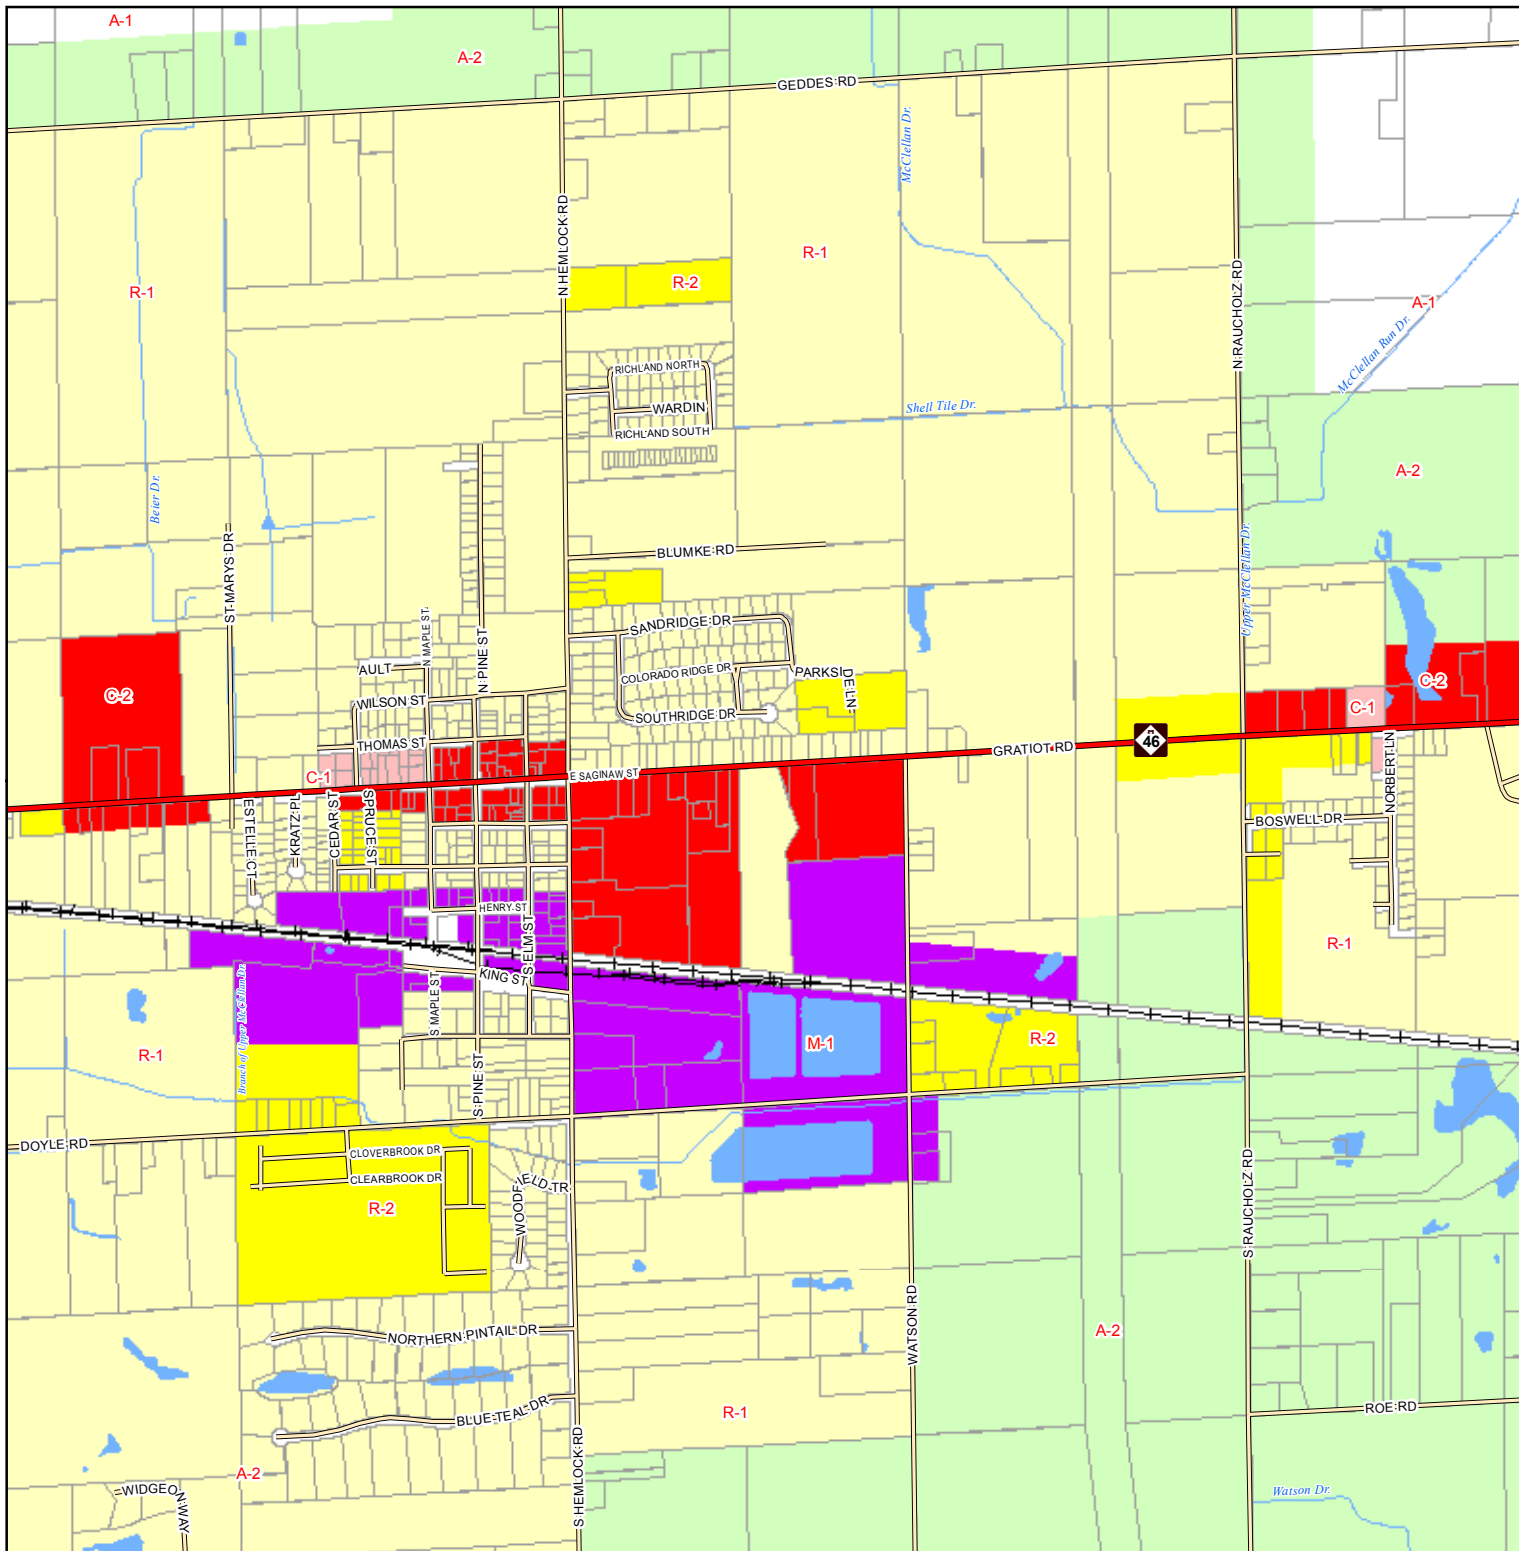 A-1
A-2
GEDDES RD
McClellan Dr.
N HEMLOCK RD
R-1
R-2
R-1
N RAUCHOLZ RD
A-1
McClellan Run Dr.
RICHLAND NORTH
WARDIN
RICHLAND SOUTH
Shell Tile Dr.
A-2
Beier Dr.
ST MARYS DR
BLUMKE RD
Upper McClellan Dr.
N MAPLE ST
N PINE ST
SANDRIDGE DR
AULT
COLORADO RIDGE DR
PARKSIDE LN
C-2
WILSON ST
SOUTHRIDGE DR
C-2
C-1
THOMAS ST
GRATIOT RD
M
46
C-1
E SAGINAW ST
NORBERT LN
ESTELLE CT
KRATZ PL
CEDAR ST
SPRUCE ST
BOSWELL DR
HENRY ST
S ELM ST
R-1
KING ST
S MAPLE ST
Branch of Upper McClellan Dr.
R-1
M-1
R-2
S PINE ST
DOYLE RD
CLOVERBROOK DR
CLEARBROOK DR
WOODFIELD TR
R-2
S RAUCHOLZ RD
WATSON RD
NORTHERN PINTAIL DR
A-2
BLUE TEAL DR
R-1
ROE RD
S HEMLOCK RD
A-2
WIDGEON WAY
Watson Dr.